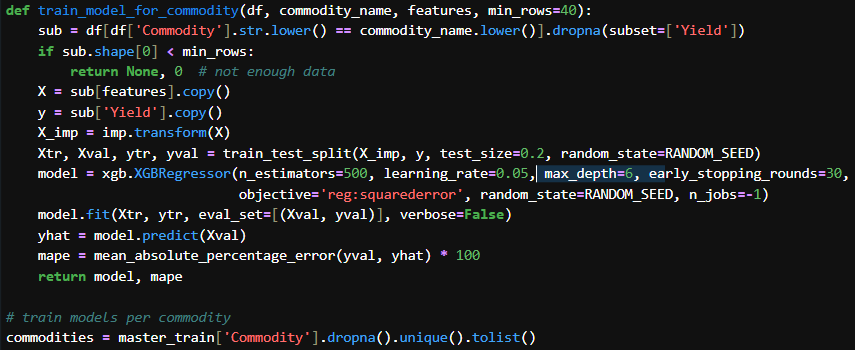 def train_model_for_commodity(df, commodity_name, features, min_rows=40):
    sub = df[df['Commodity'].str.lower() == commodity_name.lower()].dropna(subset=['Yield'])
    if sub.shape[0] < min_rows:
        return None, 0  # not enough data
    X = sub[features].copy()
    y = sub['Yield'].copy()
    X_imp = imp.transform(X)
    Xtr, Xval, ytr, yval = train_test_split(X_imp, y, test_size=0.2, random_state=RANDOM_SEED)
    model = xgb.XGBRegressor(n_estimators=500, learning_rate=0.05, max_depth=6, early_stopping_rounds=30,
                             objective='reg:squarederror', random_state=RANDOM_SEED, n_jobs=-1)
    model.fit(Xtr, ytr, eval_set=[(Xval, yval)], verbose=False)
    yhat = model.predict(Xval)
    mape = mean_absolute_percentage_error(yval, yhat) * 100
    return model, mape

# train models per commodity
commodities = master_train['Commodity'].dropna().unique().tolist()